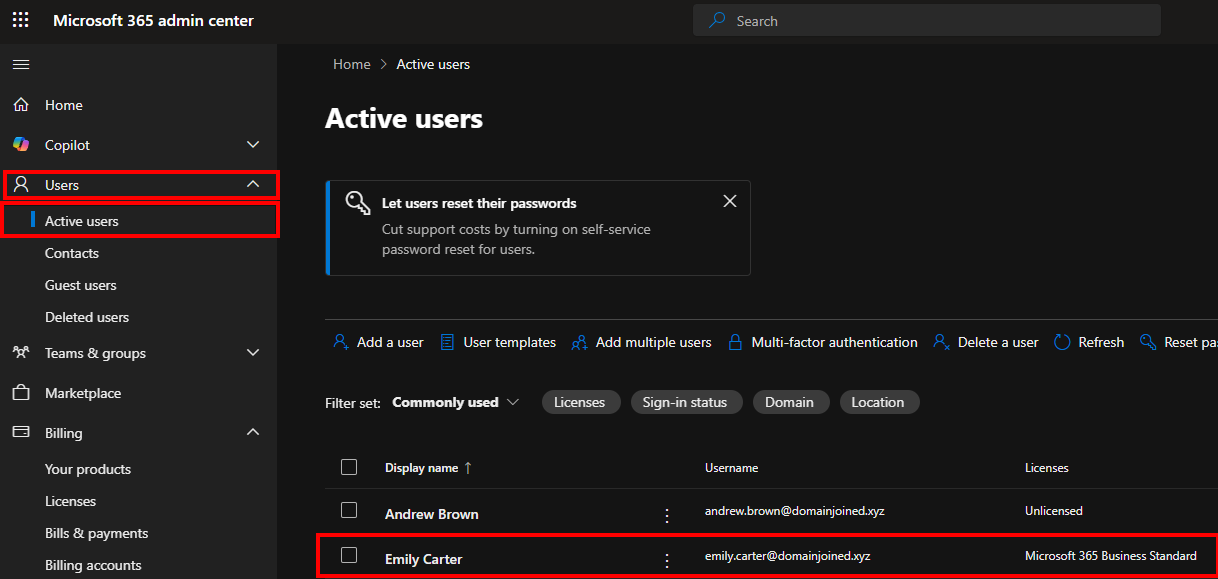 Microsoft 365 admin center
Search
Home
Copilot
Users
Active users
Contacts
Guest users
Deleted users
Teams & groups
Marketplace
Billing
Your products
Licenses
Bills & payments
Billing accounts
Home > Active users
Active users
Let users reset their passwords
Cut support costs by turning on self-service
password reset for users.
Add a user User templates Add multiple users Multi-factor authentication Delete a user Refresh Reset pas
Filter set: Commonly used Licenses Sign-in status Domain Location
Display name ↑ Username Licenses
Andrew Brown andrew.brown@domainjoined.xyz Unlicensed
Emily Carter emily.carter@domainjoined.xyz Microsoft 365 Business Standard